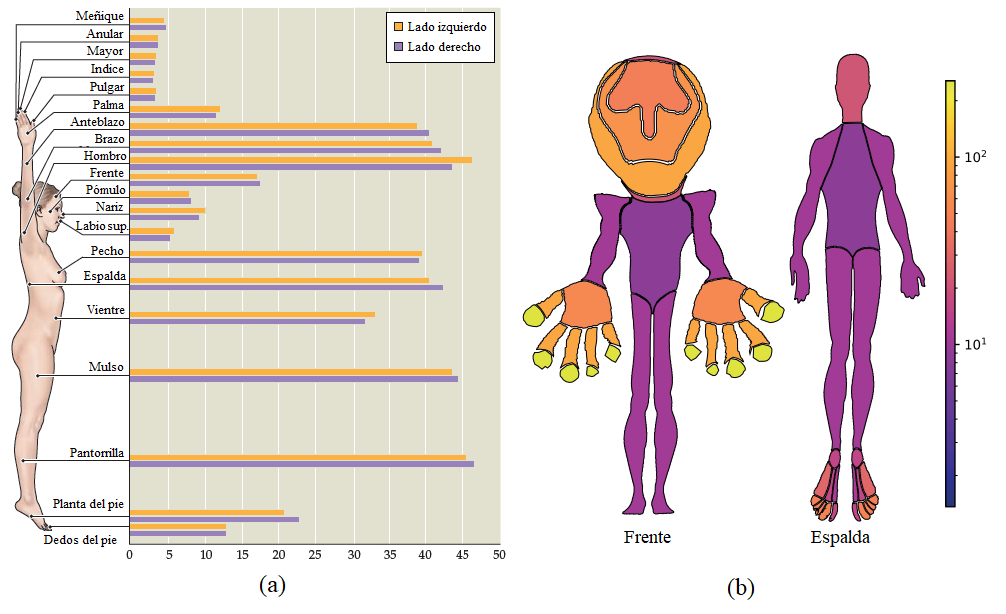 Meñique
Anular
Mayor
Indice
Pulgar
Palma
Anteblazo
Brazo
Hombro
Frente
Pómulo
Nariz
Labio sup.
Pecho
Espalda
Vientre
Mulso
Pantorrilla
Planta del pie
Dedos del pie
Lado izquierdo
Lado derecho
0 5 10 15 20 25 30 35 40 45 50
(a)
10²
10¹
Frente
Espalda
(b)